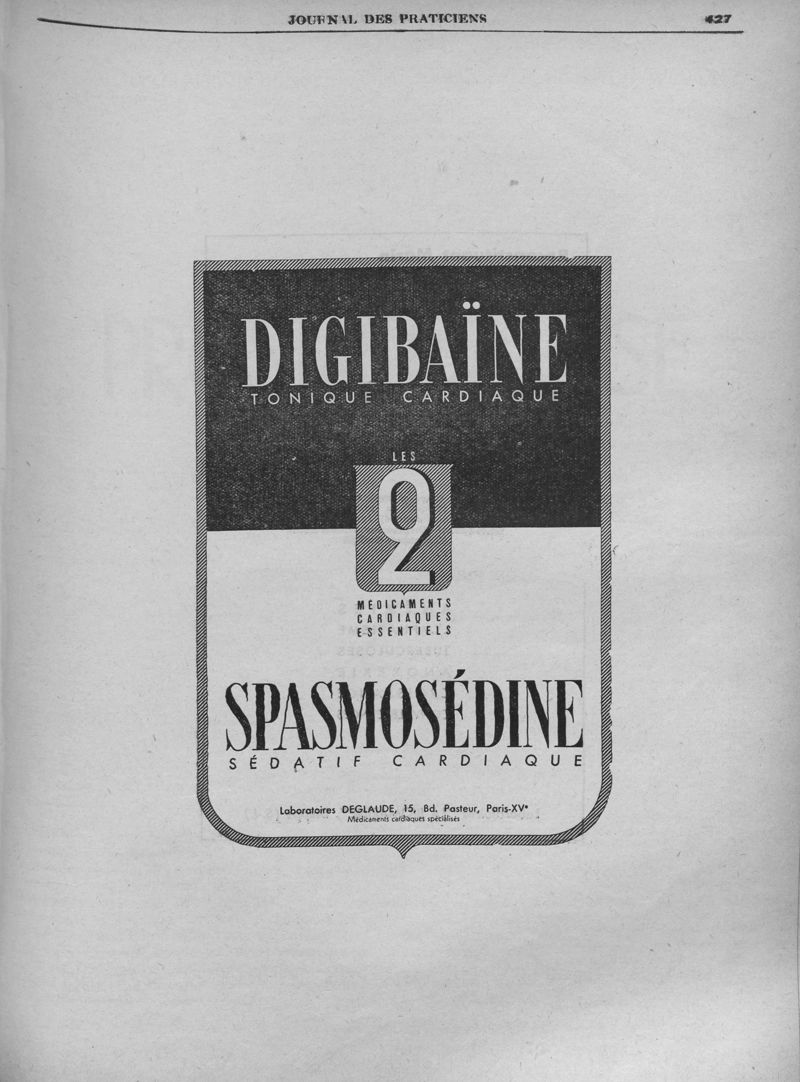 JOURNAL DES PRATICIENS 427
DIGIBAÏNE
TONIQUE CARDIAQUE
LES
2
MÉDICAMENTS
CARDIAQUES
ESSENTIELS
TUBERCULOSES
SPASMOSÉDINE
SÉDATIF CARDIAQUE
Laboratoires DEGLAUDE, 15, Bd. Pasteur, Paris-XVe
Médicaments cardiaques spécialisés